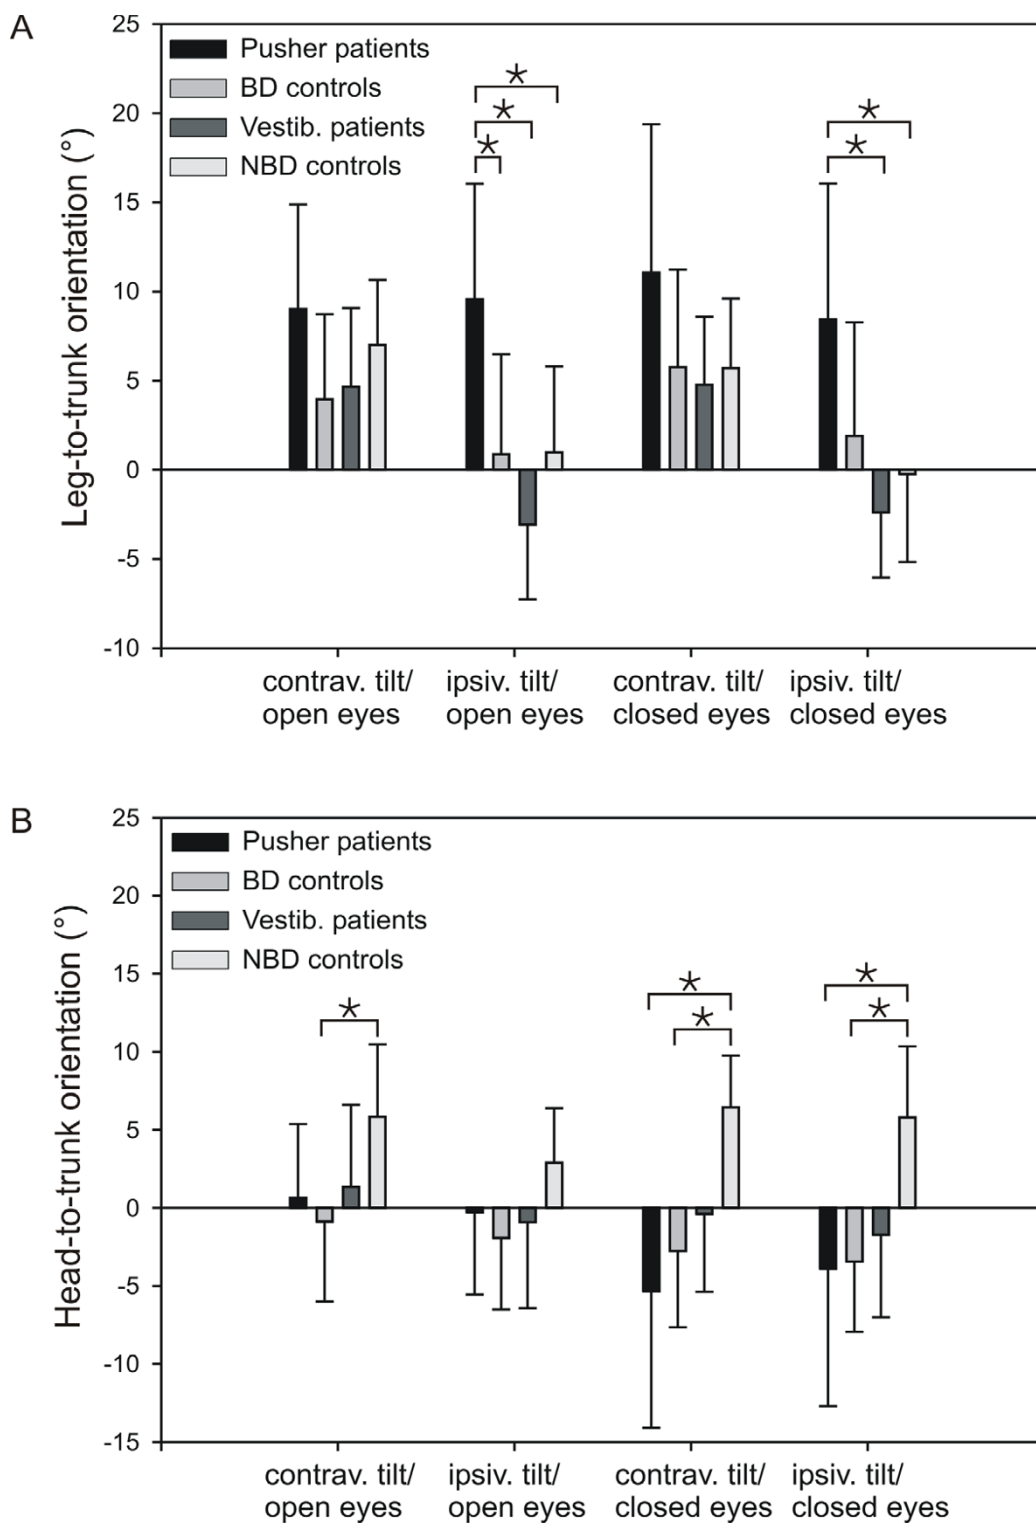 A
Leg-to-trunk orientation (°)
25
20
15
10
5
0
-5
-10
Pusher patients
BD controls
Vestib. patients
NBD controls
contrav. tilt/
open eyes
ipsiv. tilt/
open eyes
contrav. tilt/
closed eyes
ipsiv. tilt/
closed eyes
B
Head-to-trunk orientation (°)
25
20
15
10
5
0
-5
-10
-15
Pusher patients
BD controls
Vestib. patients
NBD controls
contrav. tilt/
open eyes
ipsiv. tilt/
open eyes
contrav. tilt/
closed eyes
ipsiv. tilt/
closed eyes